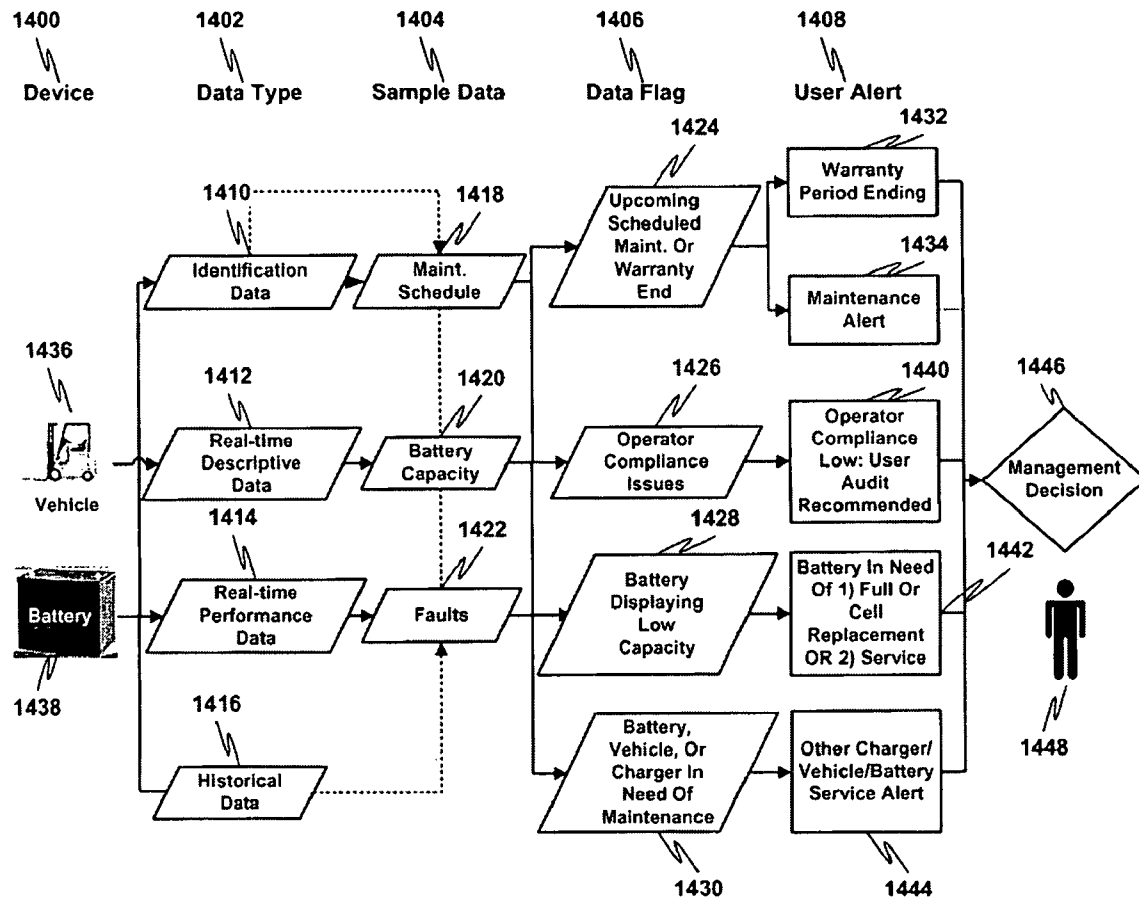 1400
1402
1404
1406
1408
Device
Data Type
Sample Data
Data Flag
User Alert
1410
1418
1424
1432
Identification
Data
Maint.
Schedule
Upcoming
Scheduled
Maint. Or
Warranty
End
Warranty
Period Ending
1434
Maintenance
Alert
1436
Vehicle
1412
Real-time
Descriptive
Data
1420
Battery
Capacity
1426
Operator
Compliance
Issues
1440
Operator
Compliance
Low: User
Audit
Recommended
1446
Management
Decision
1438
Battery
1414
Real-time
Performance
Data
1422
Faults
1428
Battery
Displaying
Low
Capacity
1442
Battery In Need
Of 1) Full Or
Cell
Replacement
OR 2) Service
1448
1416
Historical
Data
Battery,
Vehicle, Or
Charger In
Need Of
Maintenance
1430
Other Charger/
Vehicle/Battery
Service Alert
1444